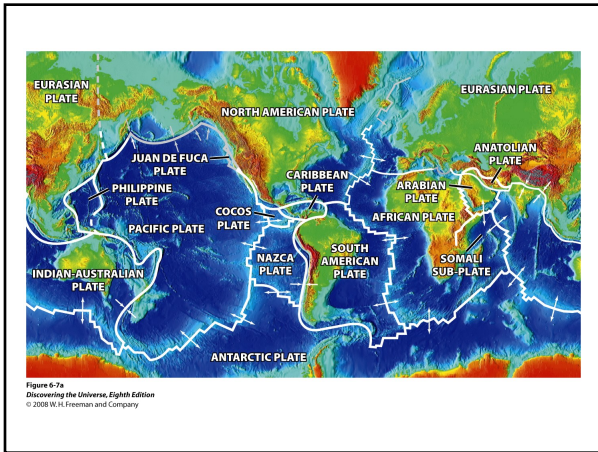 EURASIAN
PLATE
NORTH AMERICAN PLATE
EURASIAN PLATE
JUAN DE FUCA
PLATE
CARIBBEAN
PLATE
ANATOLIAN
PLATE
PHILIPPINE
PLATE
ARABIAN
PLATE
COCOS
PLATE
AFRICAN PLATE
PACIFIC PLATE
NAZCA
PLATE
SOUTH
AMERICAN
PLATE
SOMALI
SUB-PLATE
INDIAN-AUSTRALIAN
PLATE
ANTARCTIC PLATE
Figure 6-7a
Discovering the Universe, Eighth Edition
© 2008 W. H. Freeman and Company